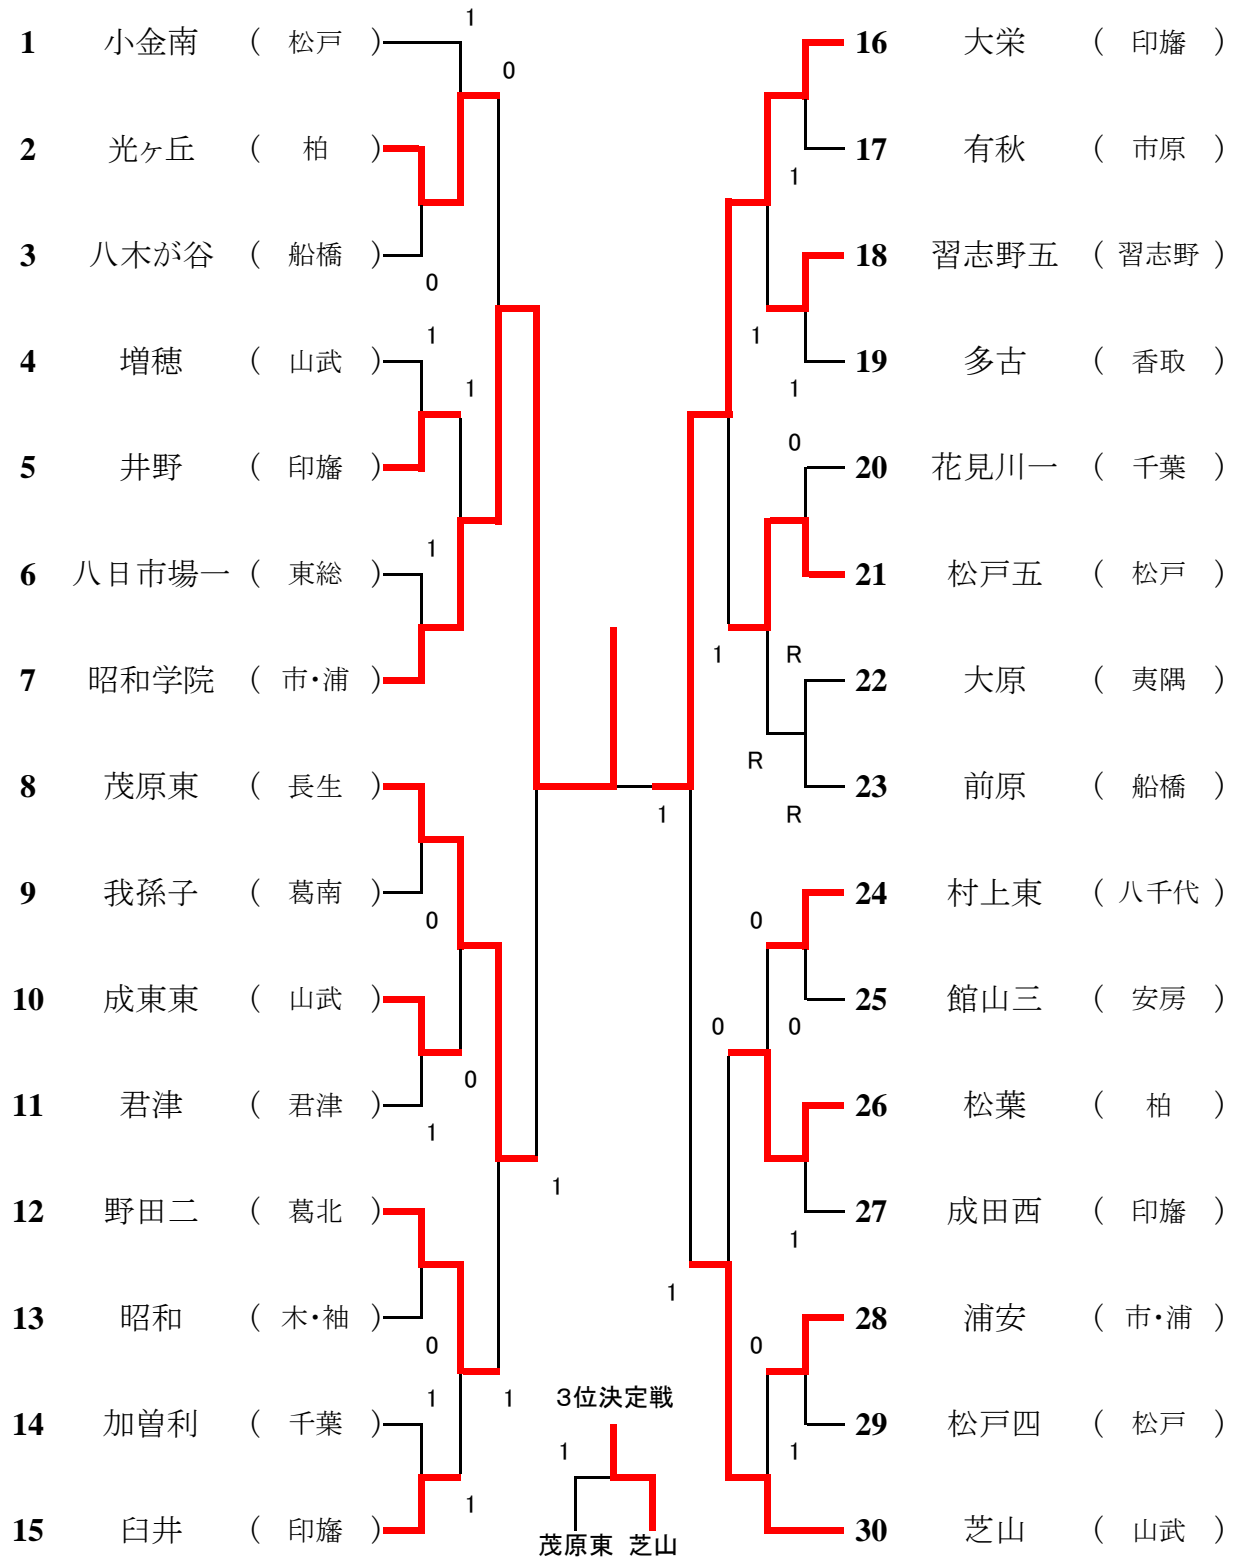 1 小金南 ( 松戸 )
2 光ヶ丘 ( 柏 )
3 八木が谷 ( 船橋 )
4 増穂 ( 山武 )
5 井野 ( 印旛 )
6 八日市場一 ( 東総 )
7 昭和学院 ( 市・浦 )
8 茂原東 ( 長生 )
9 我孫子 ( 葛南 )
10 成東東 ( 山武 )
11 君津 ( 君津 )
12 野田二 ( 葛北 )
13 昭和 ( 木・袖 )
14 加曽利 ( 千葉 )
15 臼井 ( 印旛 )
1
0
0
1
1
1
0
0
1
1
0
1
1
1
1
1
1
1
0
1
R
R
R
1
0
0
0
1
1
0
1
3位決定戦
1
茂原東 芝山
16 大栄 ( 印旛 )
17 有秋 ( 市原 )
18 習志野五 ( 習志野 )
19 多古 ( 香取 )
20 花見川一 ( 千葉 )
21 松戸五 ( 松戸 )
22 大原 ( 夷隅 )
23 前原 ( 船橋 )
24 村上東 ( 八千代 )
25 館山三 ( 安房 )
26 松葉 ( 柏 )
27 成田西 ( 印旛 )
28 浦安 ( 市・浦 )
29 松戸四 ( 松戸 )
30 芝山 ( 山武 )